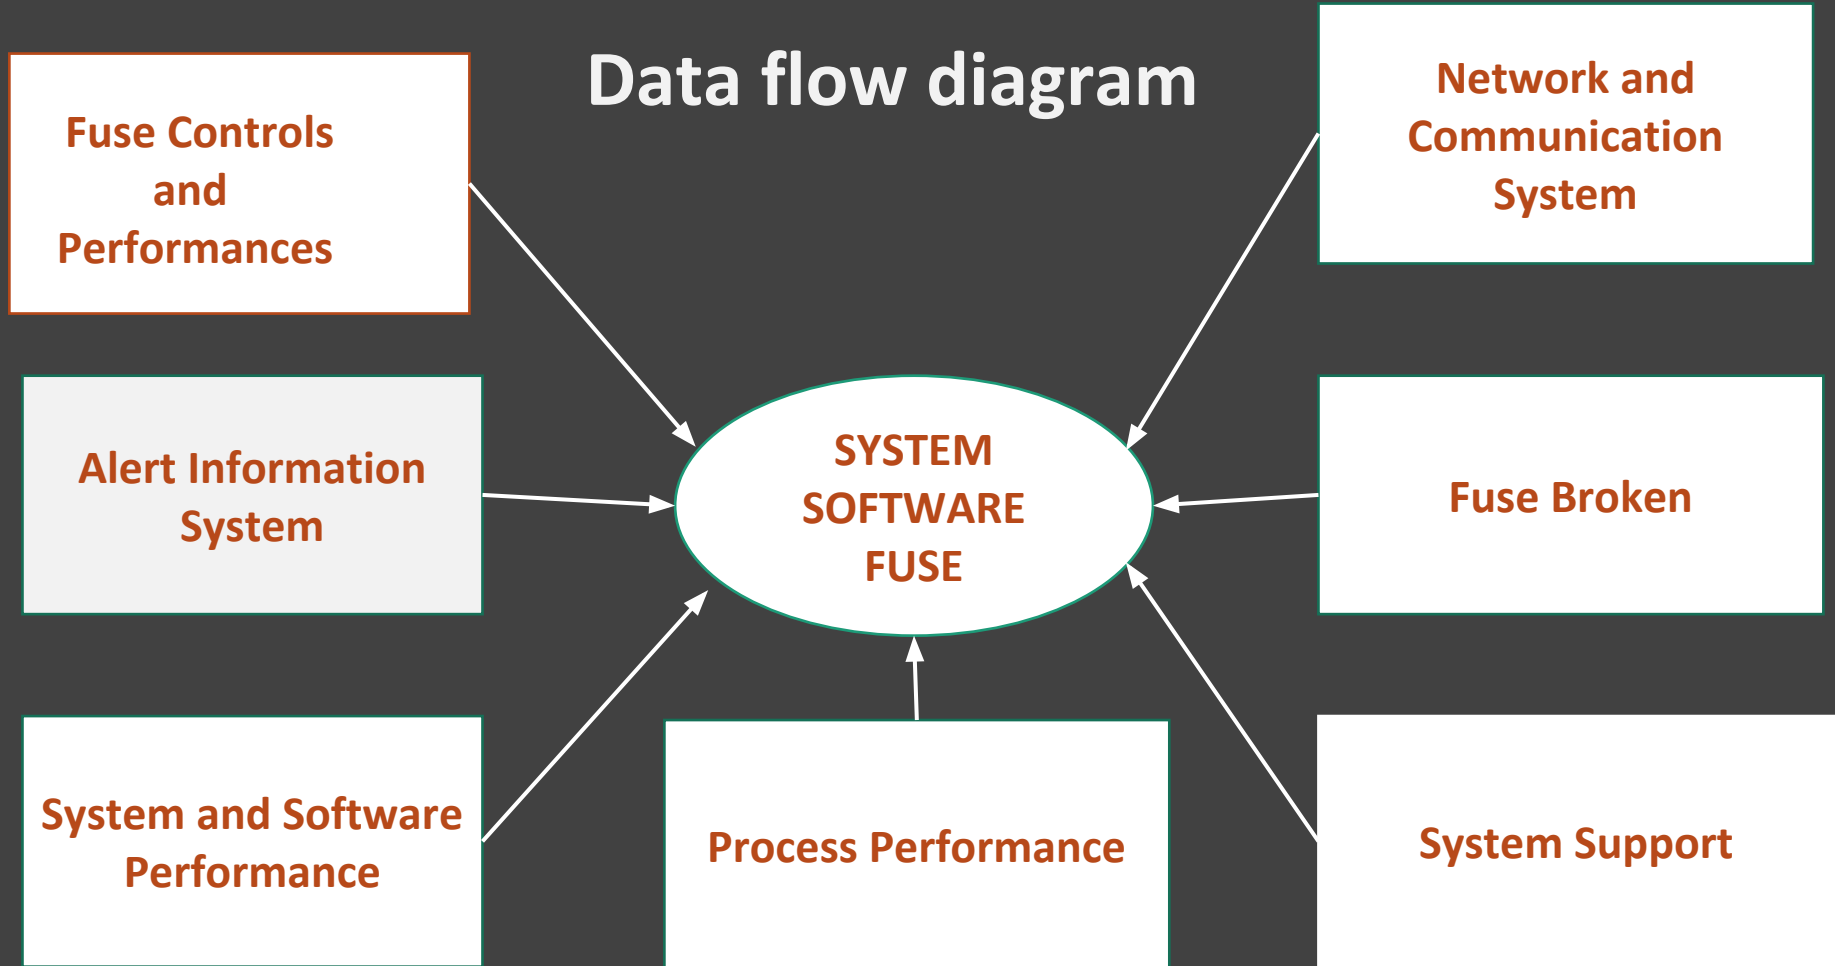 Data flow diagram
Fuse Controls
and
Performances
Network and
Communication
System
Alert Information
System
SYSTEM
SOFTWARE
FUSE
Fuse Broken
System and Software
Performance
Process Performance
System Support